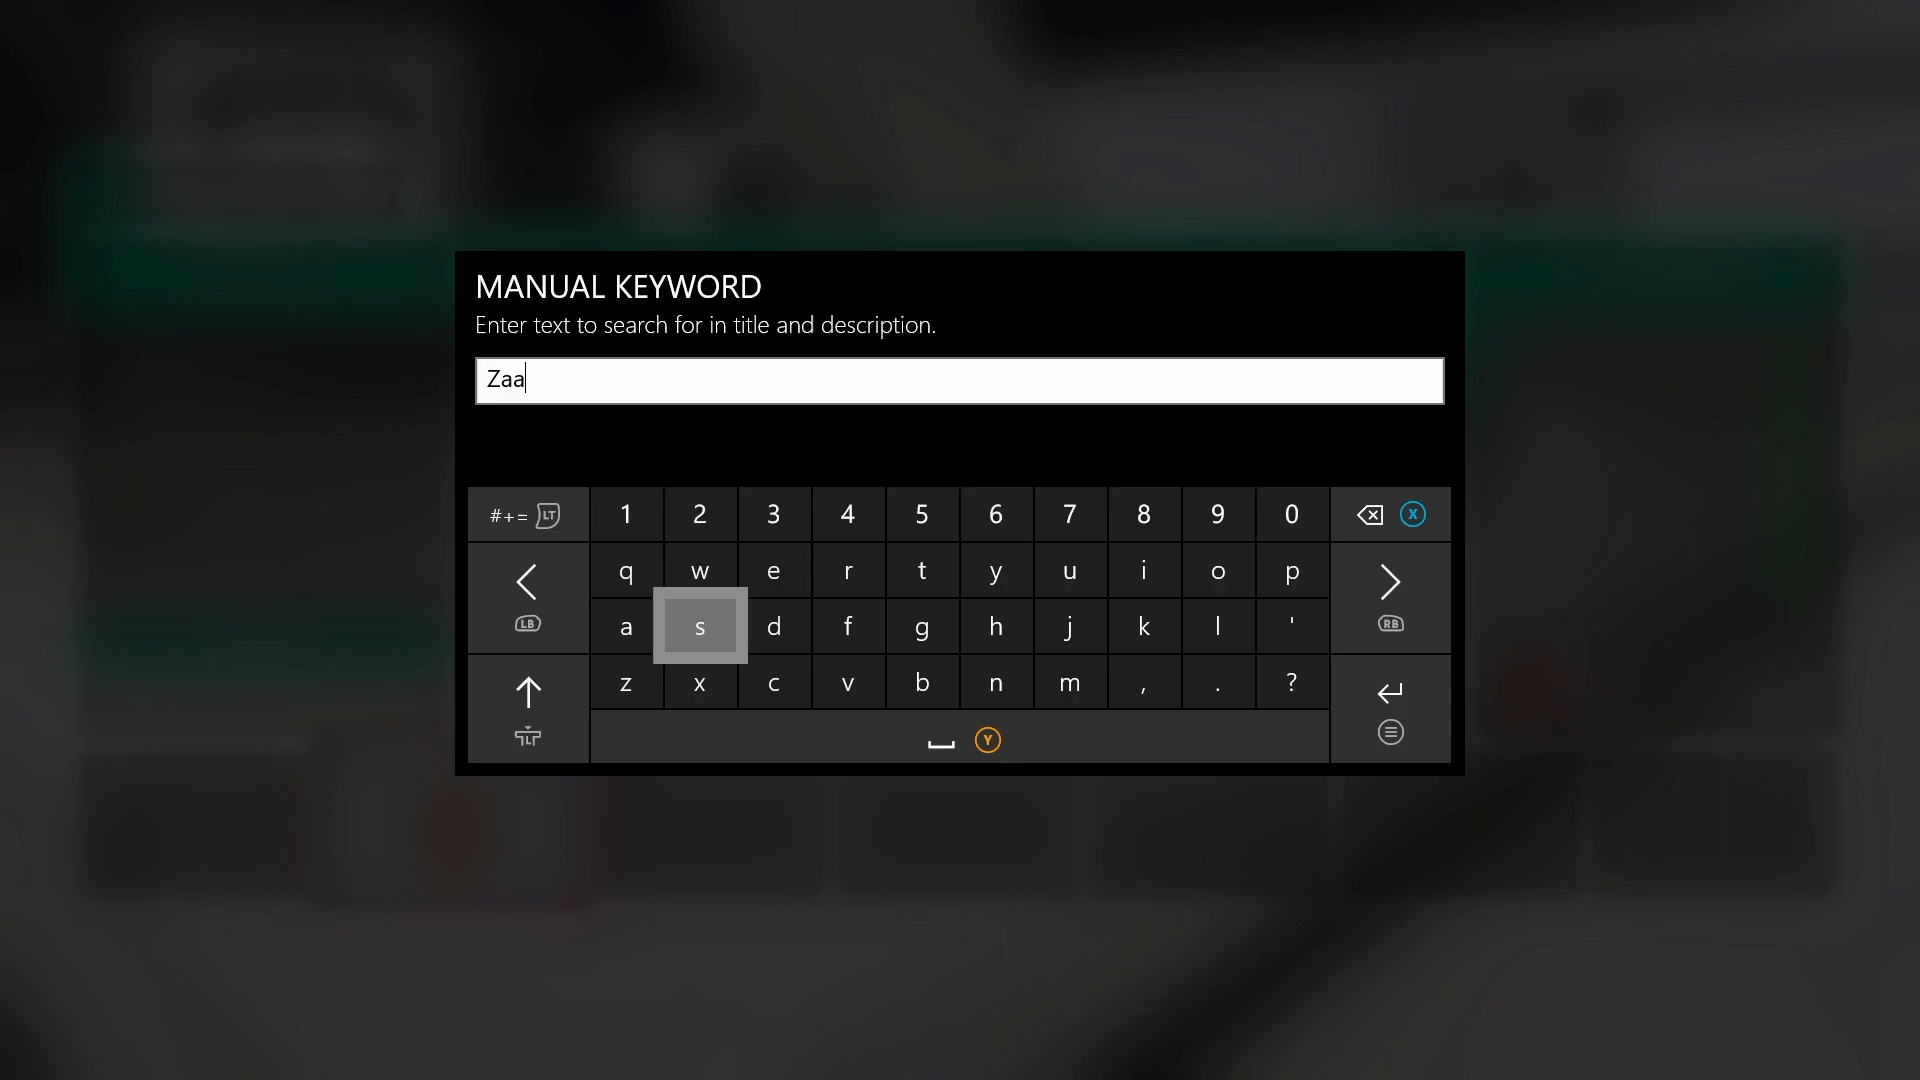 MANUAL KEYWORD
Enter text to search for in title and description.
Zaa
#+= LT 1 2 3 4 5 6 7 8 9 0 X
q w e r t y u i o p
LB a s d f g h j k l ' RB
z x c v b n m , . ?
LT Y